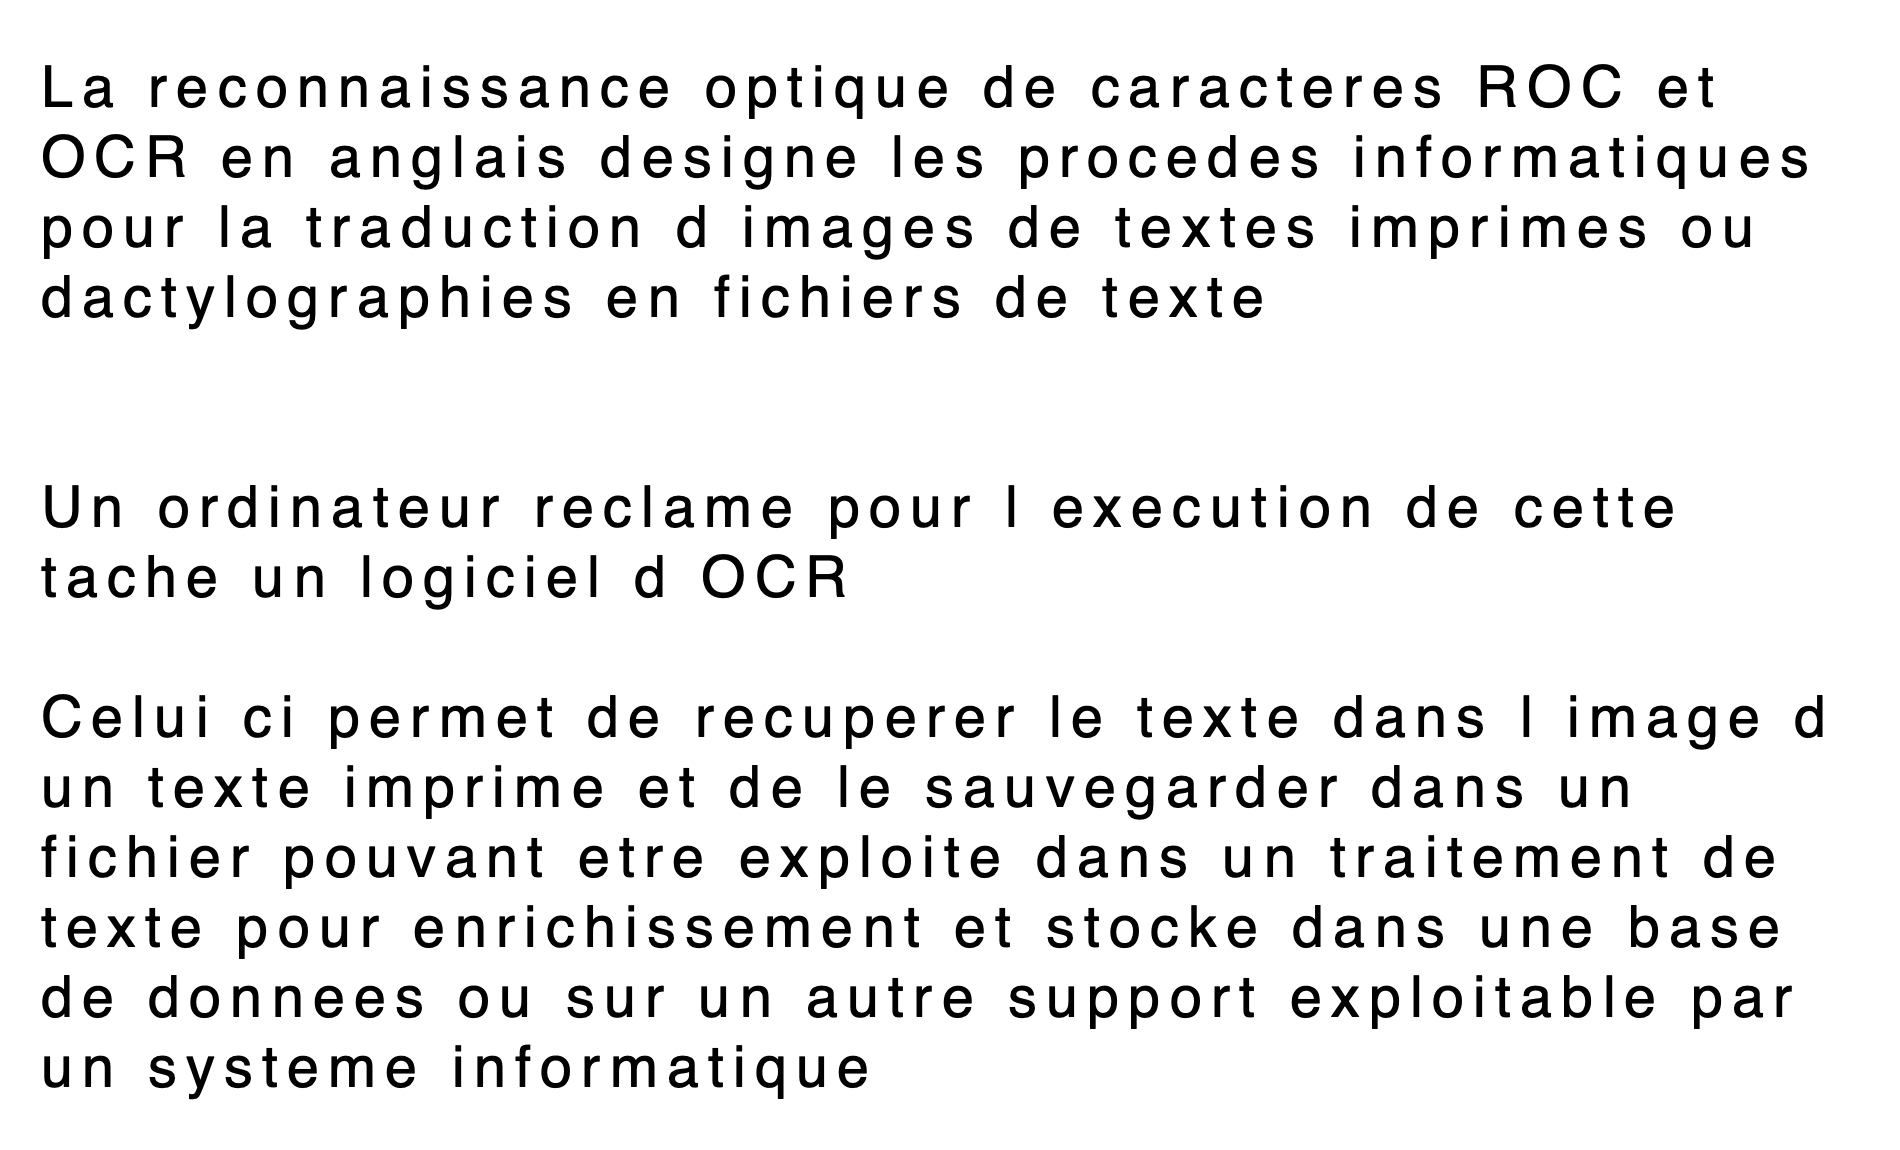 La reconnaissance optique de caracteres ROC et
OCR en anglais designe les procedes informatiques
pour la traduction d images de textes imprimes ou
dactylographies en fichiers de texte
Un ordinateur reclame pour l execution de cette
tache un logiciel d OCR
Celui ci permet de recuperer le texte dans l image d
un texte imprime et de le sauvegarder dans un
fichier pouvant etre exploite dans un traitement de
texte pour enrichissement et stocke dans une base
de donnees ou sur un autre support exploitable par
un systeme informatique